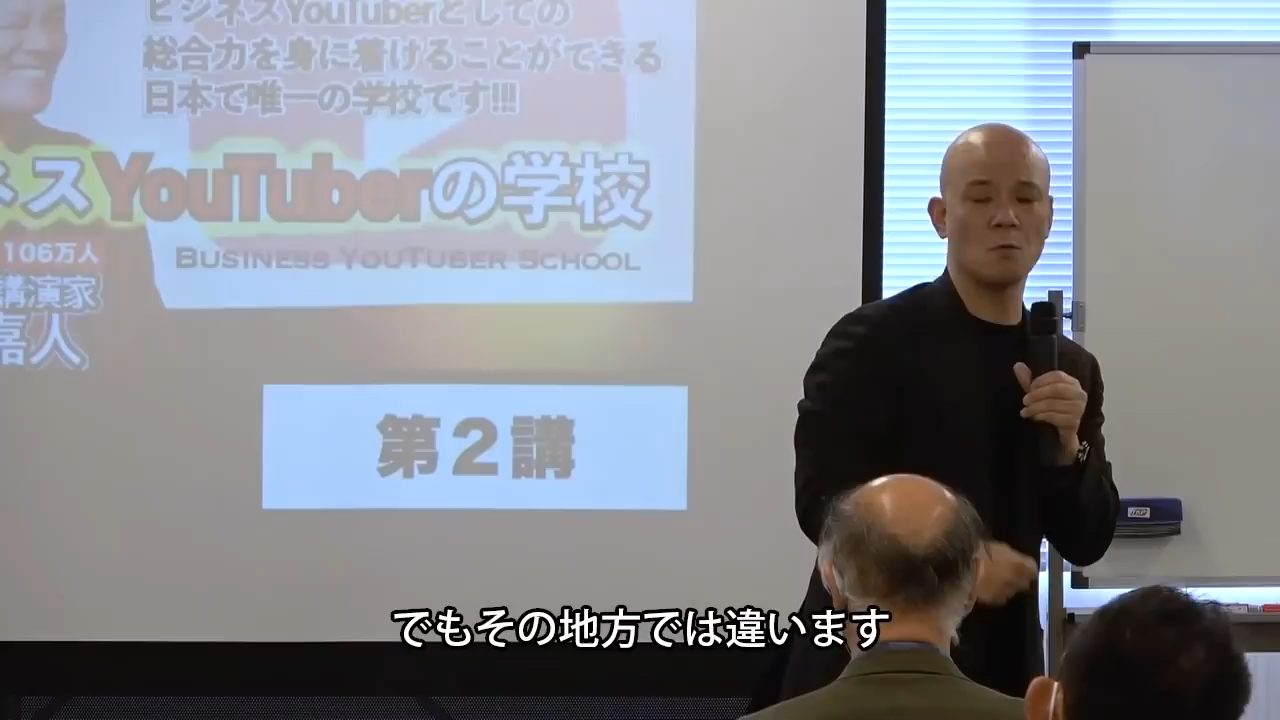 ビジネスYouTuberとしての
総合力を身に着けることができる
日本で唯一の学校です!!!
ネスYouTuberの学校
BUSINESS YOUTUBER SCHOOL
106万人
講演家
嘉人
第2講
でもその地方では違います